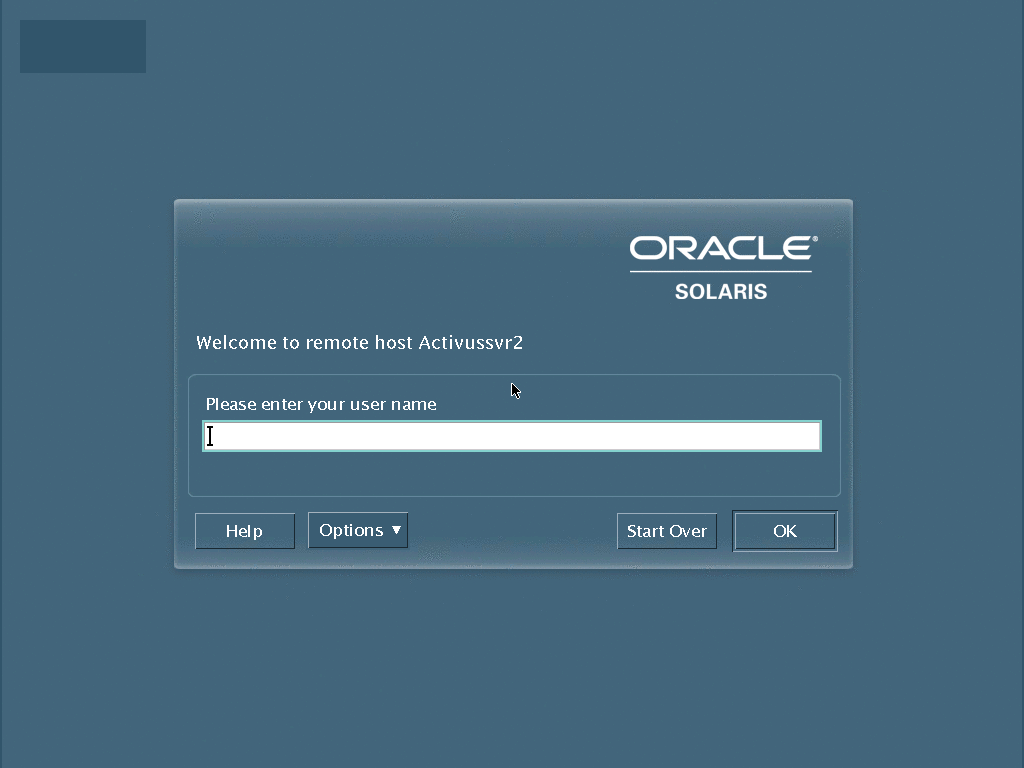 ORACLE®
SOLARIS
Welcome to remote host Activussvr2
Please enter your user name
Help
Options ▼
Start Over
OK